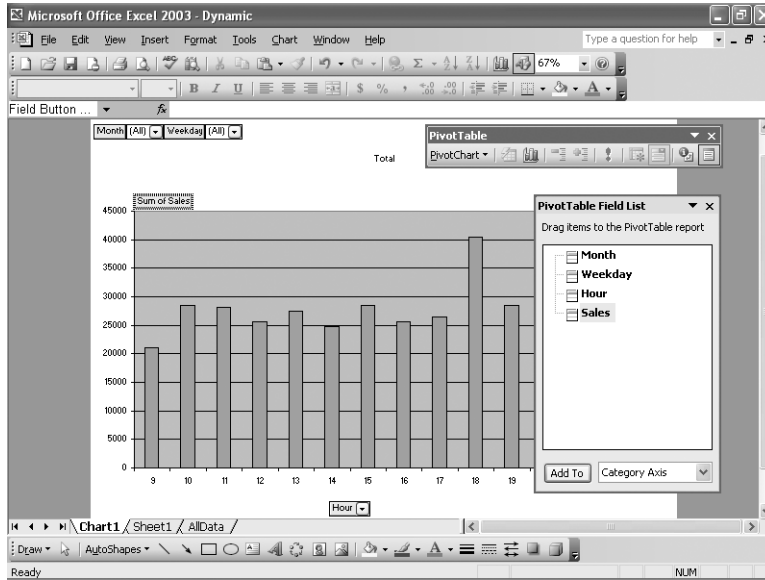 Microsoft Office Excel 2003 - Dynamic
File Edit View Insert Format Tools Chart Window Help Type a question for help
67%
B I U $ % ,
Field Button ... fx
Month (All) Weekday (All)
PivotTable
PivotChart
Total
Sum of Sales
PivotTable Field List
Drag items to the PivotTable report
Month
Weekday
Hour
Sales
Add To Category Axis
45000
40000
35000
30000
25000
20000
15000
10000
5000
0
9 10 11 12 13 14 15 16 17 18 19
Hour
Chart1 Sheet1 AllData
Draw AutoShapes
Ready NUM